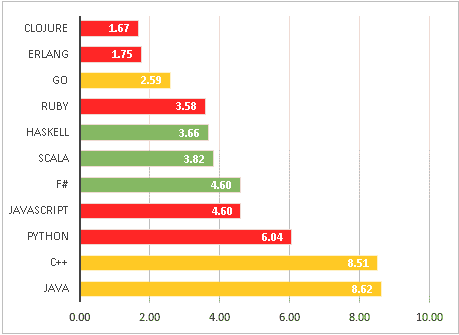 CLOJURE 1.67
ERLANG 1.75
GO 2.59
RUBY 3.58
HASKELL 3.66
SCALA 3.82
F# 4.60
JAVASCRIPT 4.60
PYTHON 6.04
C++ 8.51
JAVA 8.62
0.00 2.00 4.00 6.00 8.00 10.00